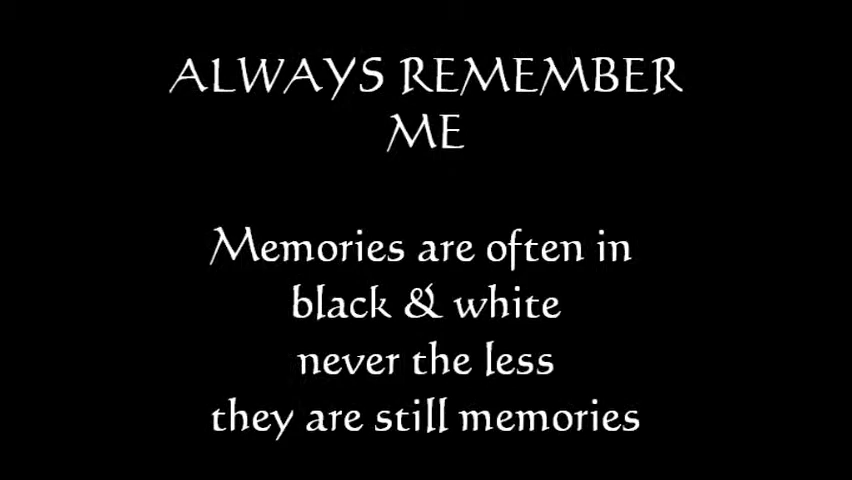 ALWAYS REMEMBER
ME
Memories are often in
black & white
never the less
they are still memories